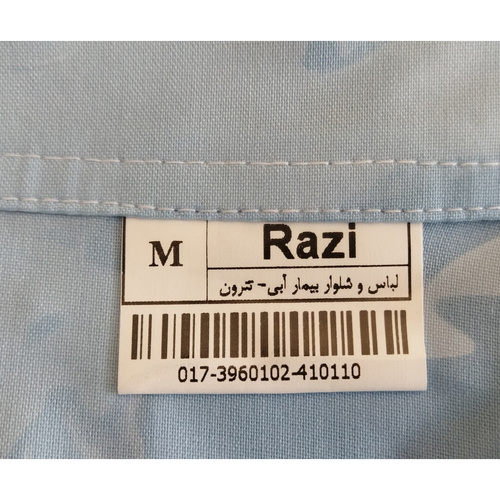 M
Razi
لباس و شلوار بیمار آبی- تترون
017-3960102-410110